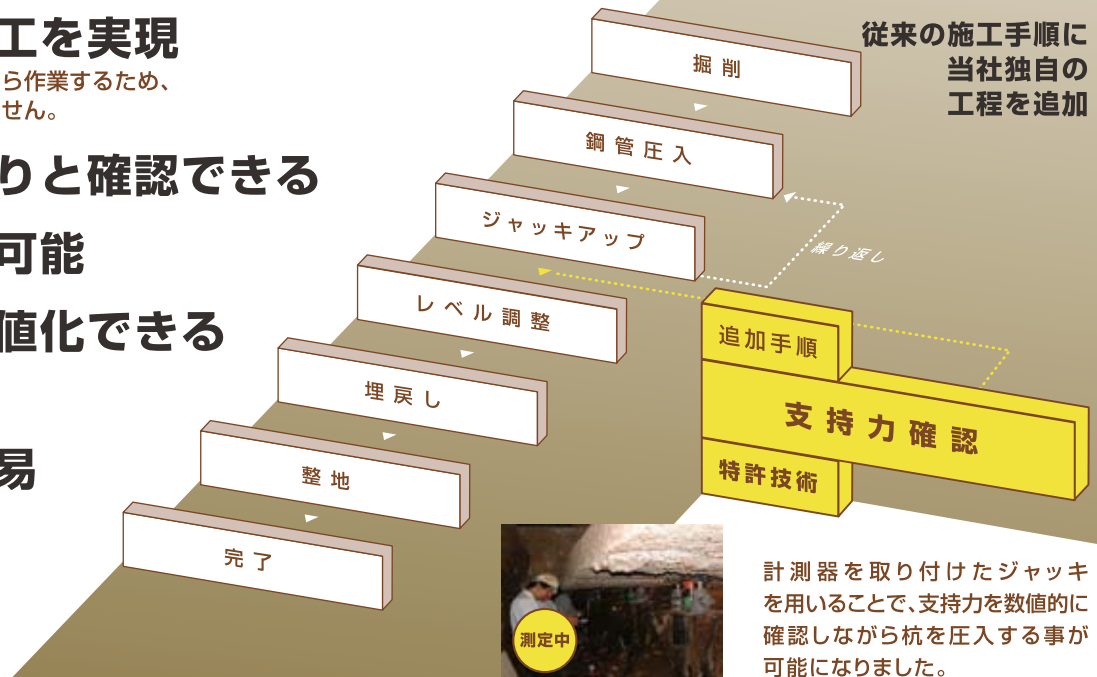 工を実現
ら作業するため、
せん。
りと確認できる
可能
値化できる
易
従来の施工手順に
当社独自の
工程を追加
掘削
鋼管圧入
ジャッキアップ
繰り返し
レベル調整
埋戻し
整地
完了
追加手順
支持力確認
特許技術
測定中
計測器を取り付けたジャッキ
を用いることで、支持力を数値的に
確認しながら杭を圧入する事が
可能になりました。